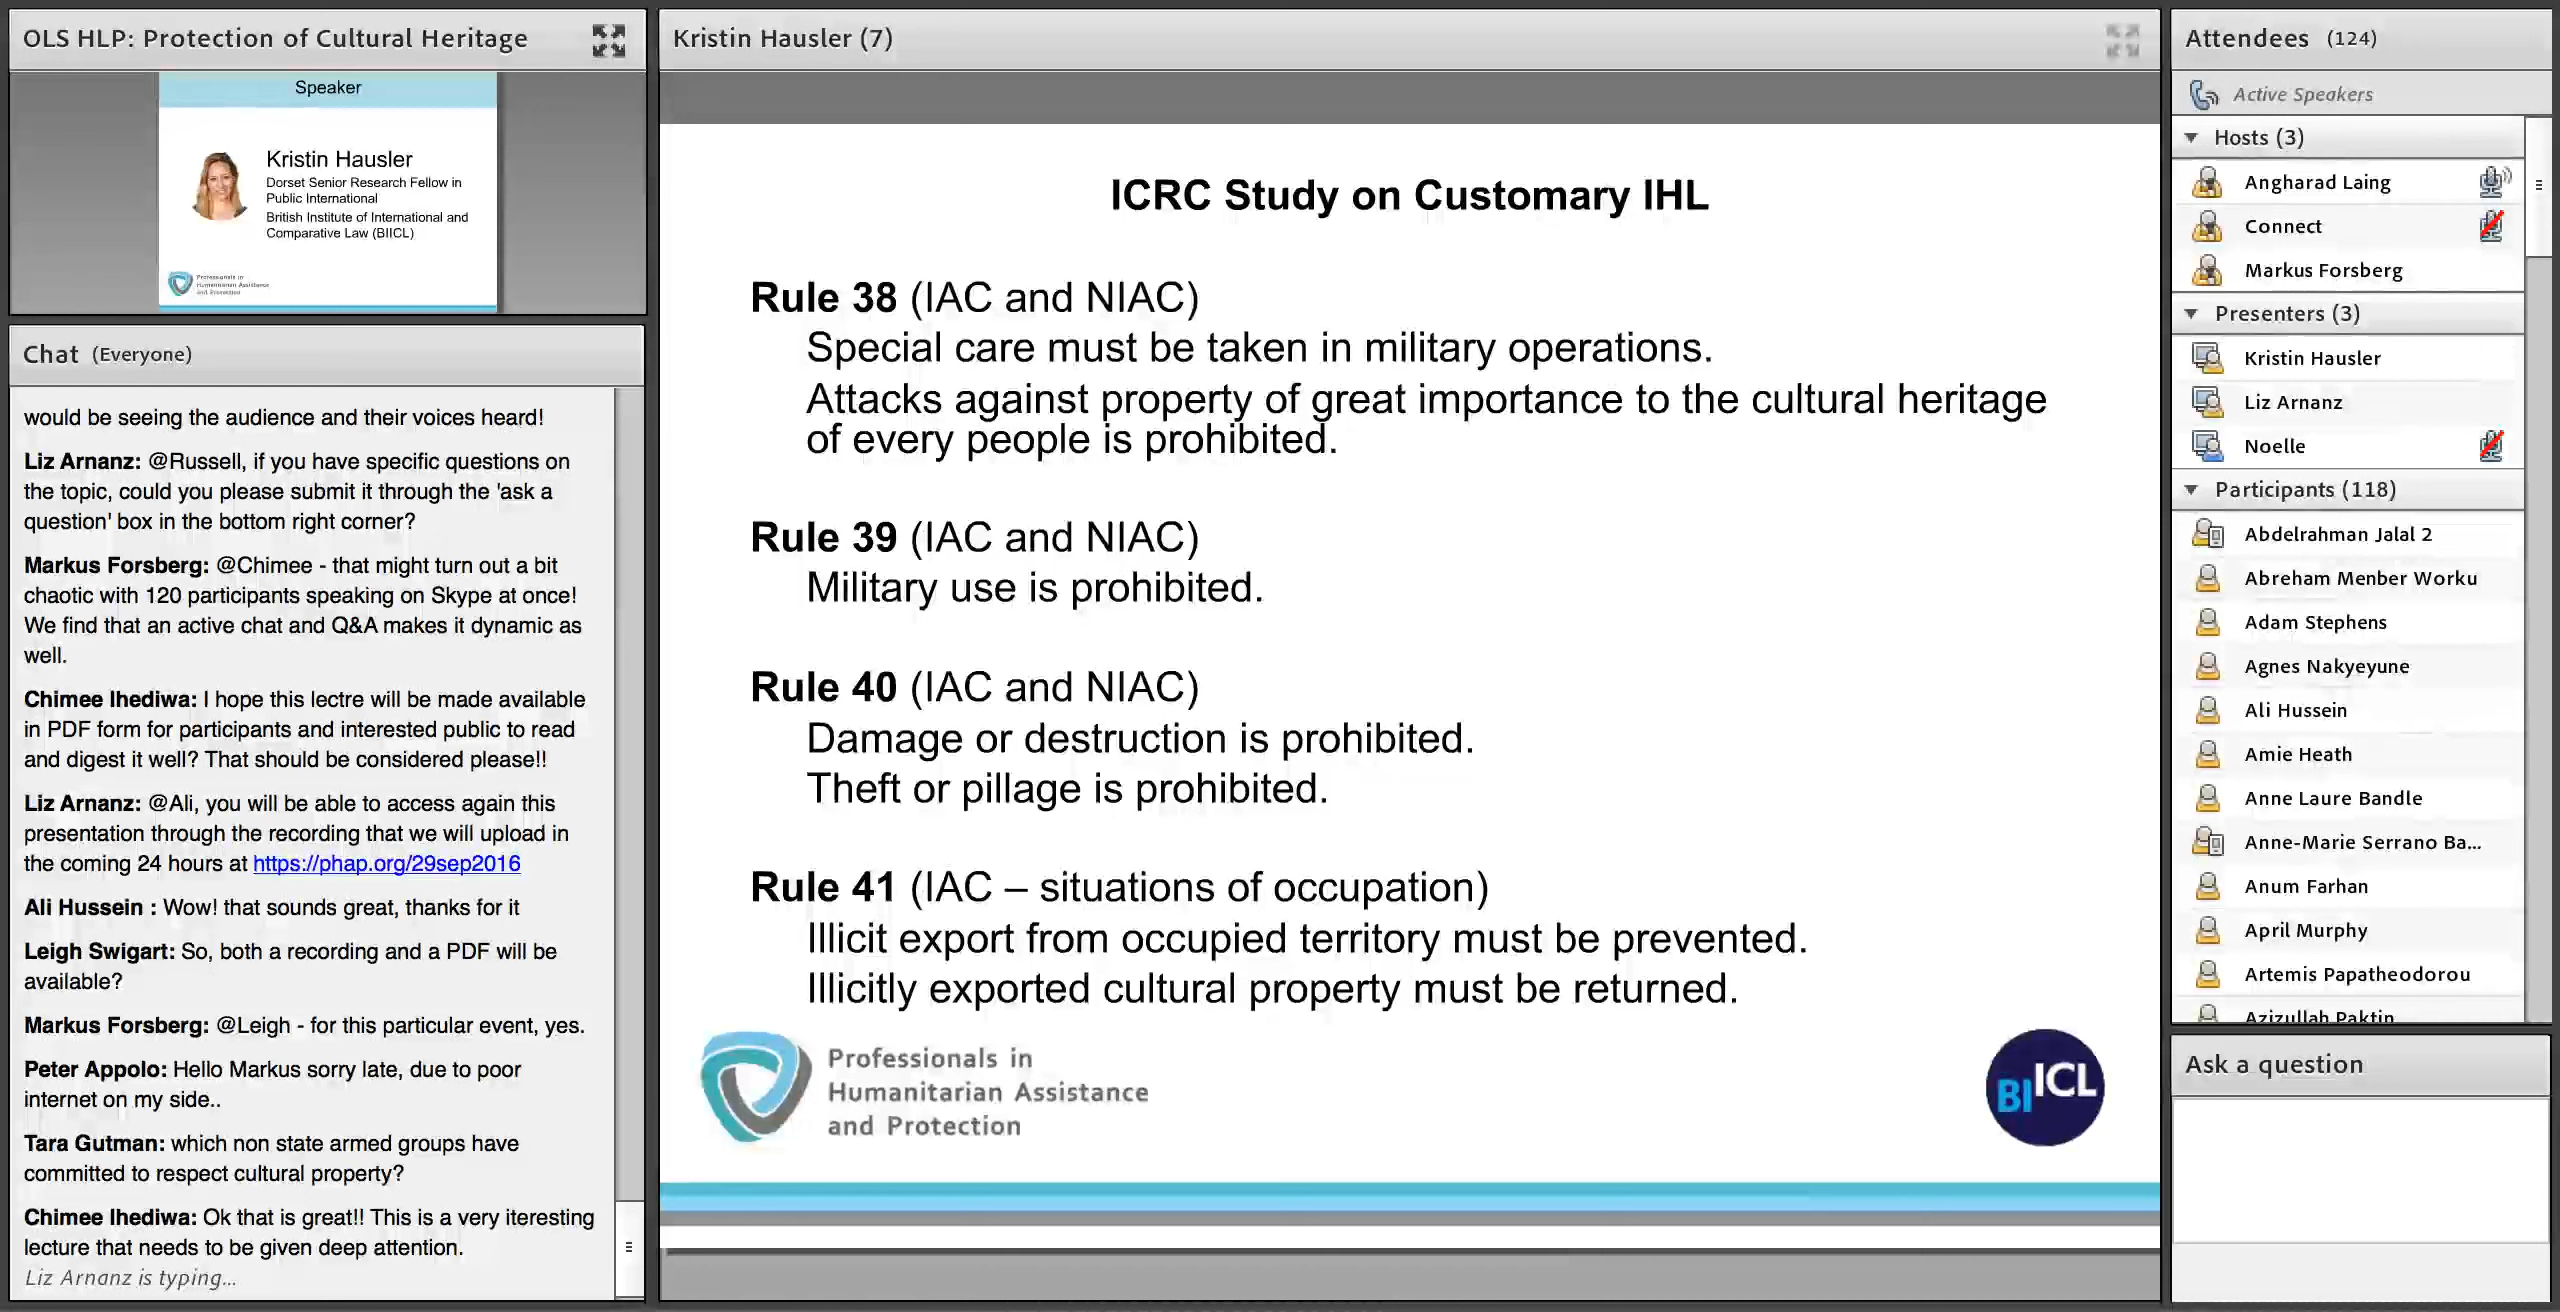 OLS HLP: Protection of Cultural Heritage
Speaker
Kristin Hausler
Dorset Senior Research Fellow in
Public International
British Institute of International and
Comparative Law (BIICL)
Professionals in
Humanitarian Assistance
and Protection
Chat (Everyone)
would be seeing the audience and their voices heard!
Liz Arnanz: @Russell, if you have specific questions on
the topic, could you please submit it through the 'ask a
question' box in the bottom right corner?
Markus Forsberg: @Chimee - that might turn out a bit
chaotic with 120 participants speaking on Skype at once!
We find that an active chat and Q&A makes it dynamic as
well.
Chimee Ihediwa: I hope this lectre will be made available
in PDF form for participants and interested public to read
and digest it well? That should be considered please!!
Liz Arnanz: @Ali, you will be able to access again this
presentation through the recording that we will upload in
the coming 24 hours at https://phap.org/29sep2016
Ali Hussein : Wow! that sounds great, thanks for it
Leigh Swigart: So, both a recording and a PDF will be
available?
Markus Forsberg: @Leigh - for this particular event, yes.
Peter Appolo: Hello Markus sorry late, due to poor
internet on my side..
Tara Gutman: which non state armed groups have
committed to respect cultural property?
Chimee Ihediwa: Ok that is great!! This is a very iteresting
lecture that needs to be given deep attention.
Liz Arnanz is typing...
Kristin Hausler (7)
ICRC Study on Customary IHL
Rule 38 (IAC and NIAC)
Special care must be taken in military operations.
Attacks against property of great importance to the cultural heritage
of every people is prohibited.
Rule 39 (IAC and NIAC)
Military use is prohibited.
Rule 40 (IAC and NIAC)
Damage or destruction is prohibited.
Theft or pillage is prohibited.
Rule 41 (IAC – situations of occupation)
Illicit export from occupied territory must be prevented.
Illicitly exported cultural property must be returned.
Professionals in
Humanitarian Assistance
and Protection
BIICL
Attendees (124)
Active Speakers
Hosts (3)
Angharad Laing
Connect
Markus Forsberg
Presenters (3)
Kristin Hausler
Liz Arnanz
Noelle
Participants (118)
Abdelrahman Jalal 2
Abreham Menber Worku
Adam Stephens
Agnes Nakyeyune
Ali Hussein
Amie Heath
Anne Laure Bandle
Anne-Marie Serrano Ba...
Anum Farhan
April Murphy
Artemis Papatheodorou
Azizullah Paktin
Ask a question